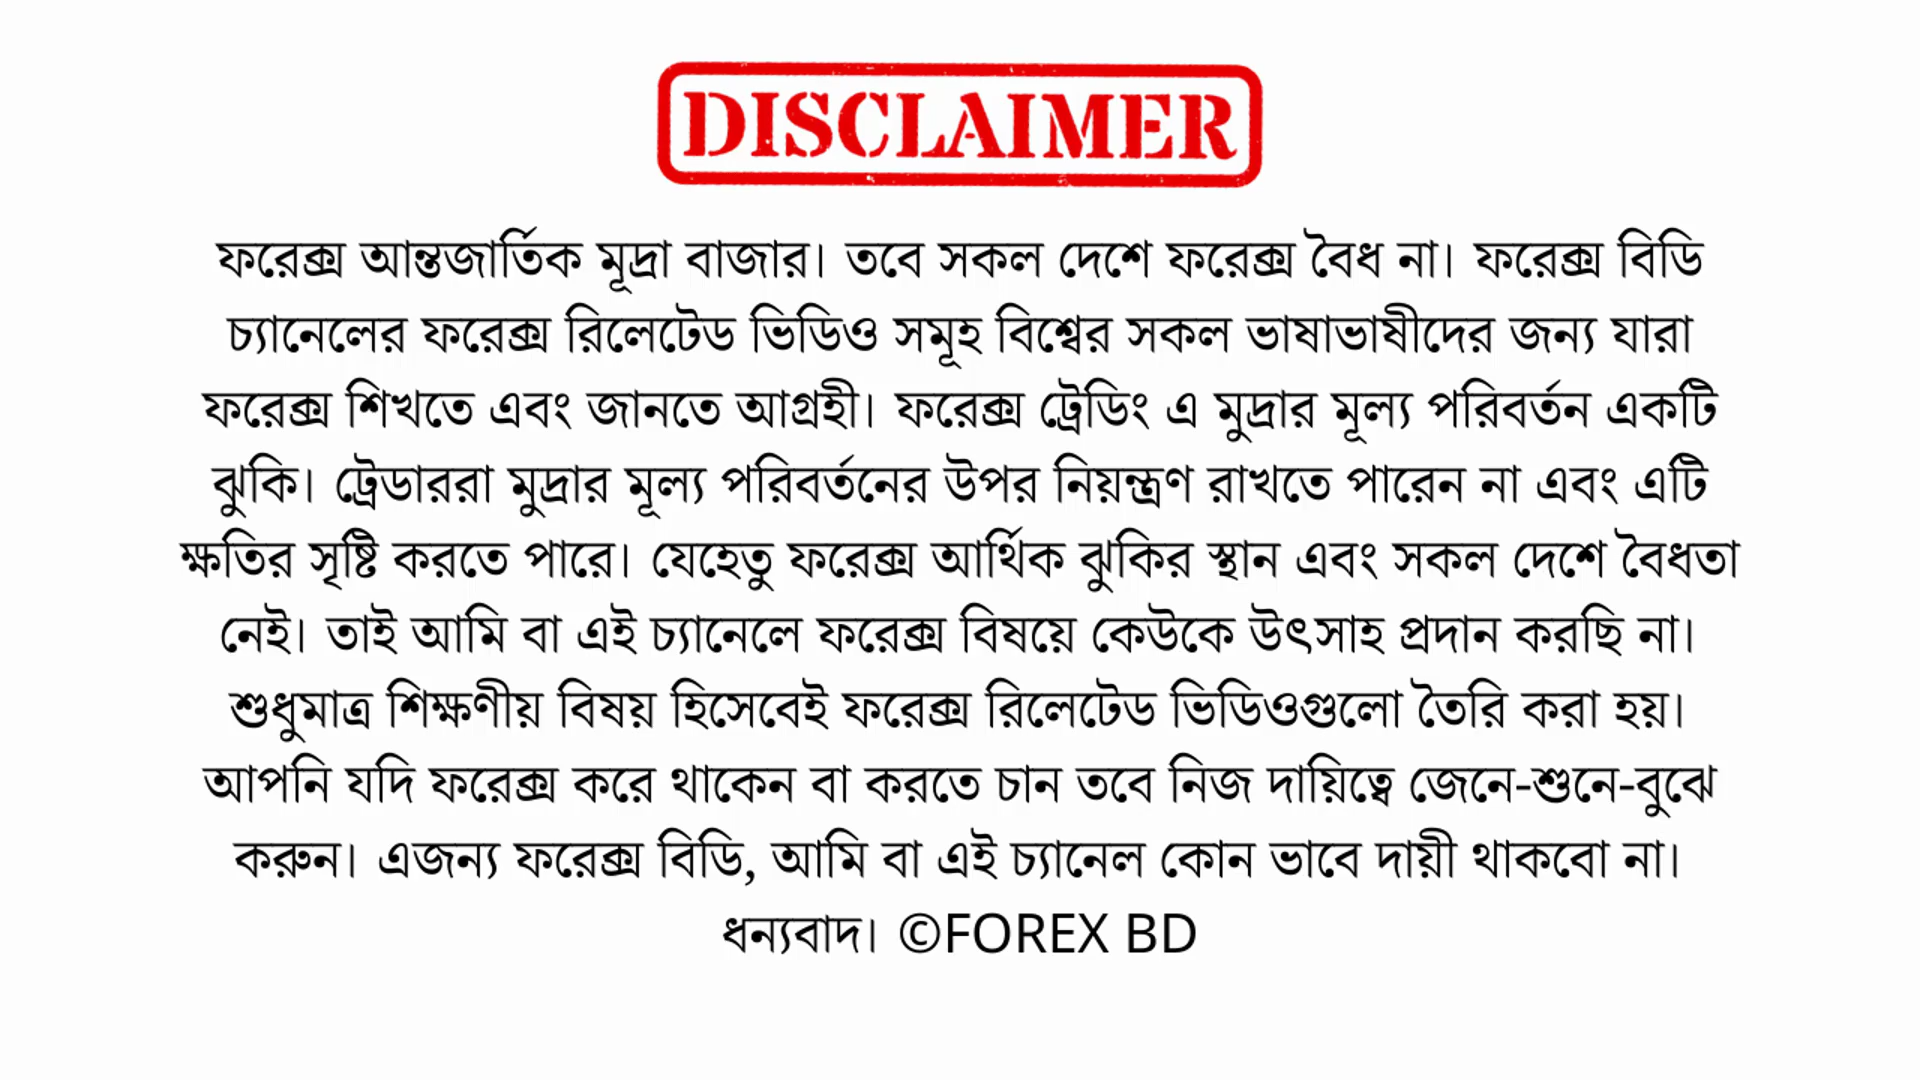 DISCLAIMER
ফরেক্স আন্তজার্তিক মূদ্রা বাজার। তবে সকল দেশে ফরেক্স বৈধ না। ফরেক্স বিডি
চ্যানেলের ফরেক্স রিলেটেড ভিডিও সমূহ বিশ্বের সকল ভাষাভাষীদের জন্য যারা
ফরেক্স শিখতে এবং জানতে আগ্রহী। ফরেক্স ট্রেডিং এ মুদ্রার মূল্য পরিবর্তন একটি
ঝুকি। ট্রেডাররা মুদ্রার মূল্য পরিবর্তনের উপর নিয়ন্ত্রণ রাখতে পারেন না এবং এটি
ক্ষতির সৃষ্টি করতে পারে। যেহেতু ফরেক্স আর্থিক ঝুকির স্থান এবং সকল দেশে বৈধতা
নেই। তাই আমি বা এই চ্যানেলে ফরেক্স বিষয়ে কেউকে উৎসাহ প্রদান করছি না।
শুধুমাত্র শিক্ষণীয় বিষয় হিসেবেই ফরেক্স রিলেটেড ভিডিওগুলো তৈরি করা হয়।
আপনি যদি ফরেক্স করে থাকেন বা করতে চান তবে নিজ দায়িত্বে জেনে-শুনে-বুঝে
করুন। এজন্য ফরেক্স বিডি, আমি বা এই চ্যানেল কোন ভাবে দায়ী থাকবো না।
ধন্যবাদ। ©FOREX BD